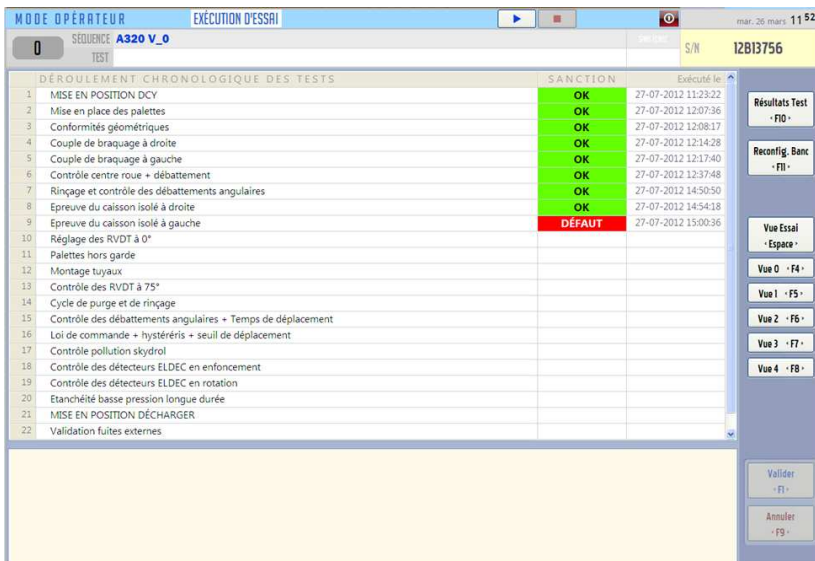 MODE OPÉRATEUR
EXÉCUTION D'ESSAI
mar. 26 mars 11 52
0
SÉQUENCE A320 V_0
TEST
S/N 12B13756
DÉROULEMENT CHRONOLOGIQUE DES TESTS SANCTION Exécuté le
1 MISE EN POSITION DCY OK 27-07-2012 11:23:22
2 Mise en place des palettes OK 27-07-2012 12:07:36
3 Conformités géométriques OK 27-07-2012 12:08:17
4 Couple de braquage à droite OK 27-07-2012 12:14:28
5 Couple de braquage à gauche OK 27-07-2012 12:17:40
6 Contrôle centre roue + débattement OK 27-07-2012 12:37:48
7 Rinçage et contrôle des débattements angulaires OK 27-07-2012 14:50:50
8 Epreuve du caisson isolé à droite OK 27-07-2012 14:54:18
9 Epreuve du caisson isolé à gauche DÉFAUT 27-07-2012 15:00:36
10 Réglage des RVDT à 0°
11 Palettes hors garde
12 Montage tuyaux
13 Contrôle des RVDT à 75°
14 Cycle de purge et de rinçage
15 Contrôle des débattements angulaires + Temps de déplacement
16 Loi de commande + hystéréris + seuil de déplacement
17 Contrôle pollution skydrol
18 Contrôle des détecteurs ELDEC en enfoncement
19 Contrôle des détecteurs ELDEC en rotation
20 Etanchéité basse pression longue durée
21 MISE EN POSITION DÉCHARGER
22 Validation fuites externes
Résultats Test
‹ F10 ›
Reconfig. Banc
‹ F11 ›
Vue Essai
‹ Espace ›
Vue 0 ‹ F4 ›
Vue 1 ‹ F5 ›
Vue 2 ‹ F6 ›
Vue 3 ‹ F7 ›
Vue 4 ‹ F8 ›
Valider
‹ F1 ›
Annuler
‹ F9 ›